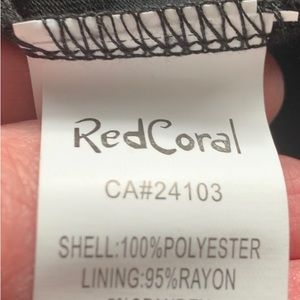 RedCoral
CA#24103
SHELL:100%POLYESTER
LINING:95%RAYON